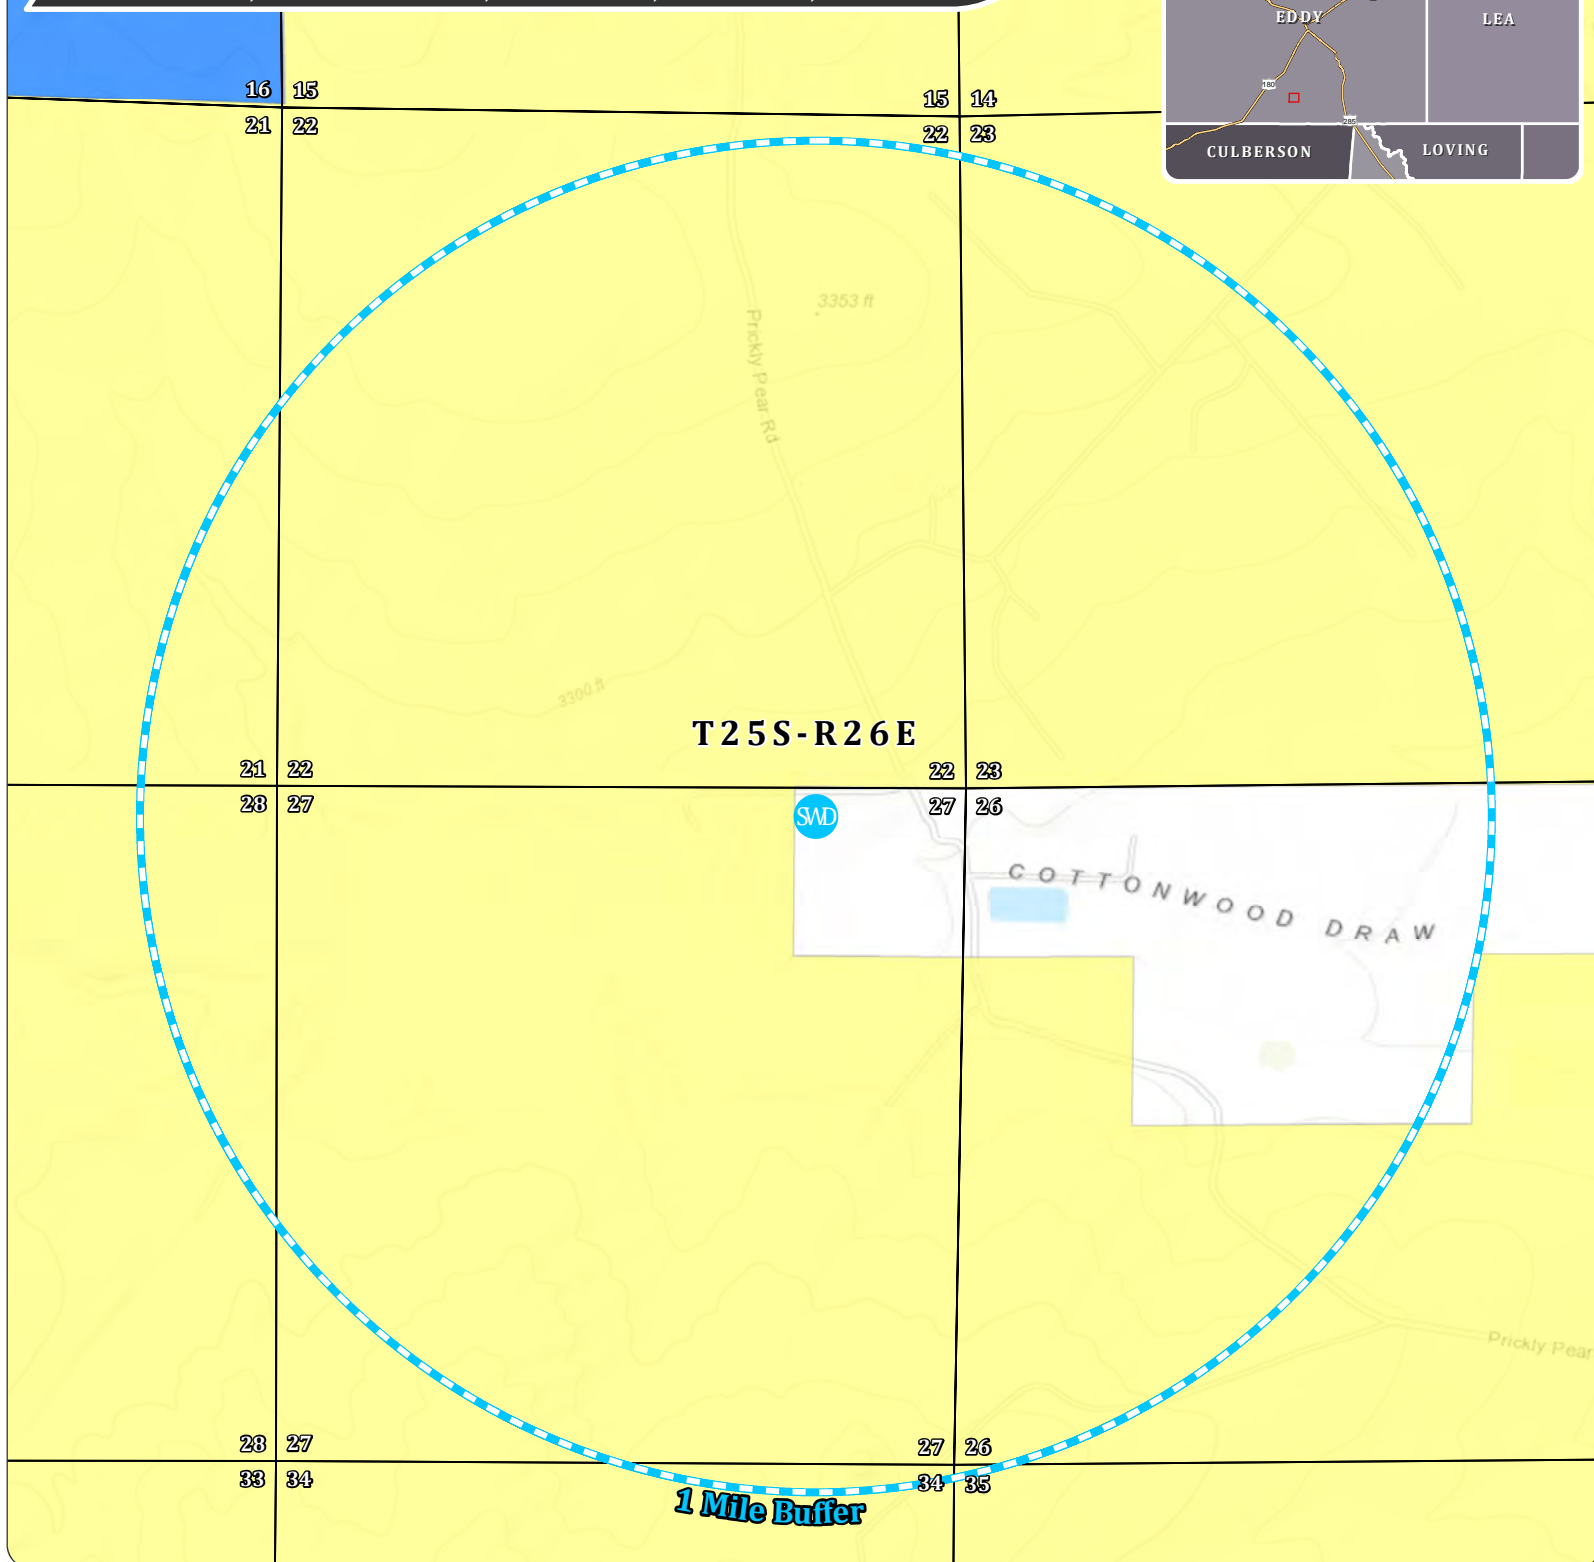 EDDY
LEA
180
285
CULBERSON
LOVING
16 15
21 22
15 14
22 23
3353 ft
Prickly Pear Rd
3300 ft
T25S-R26E
21 22
28 27
22 23
27 26
SWD
COTTONWOOD DRAW
Prickly Pear
28 27
33 34
27 26
34 35
1 Mile Buffer